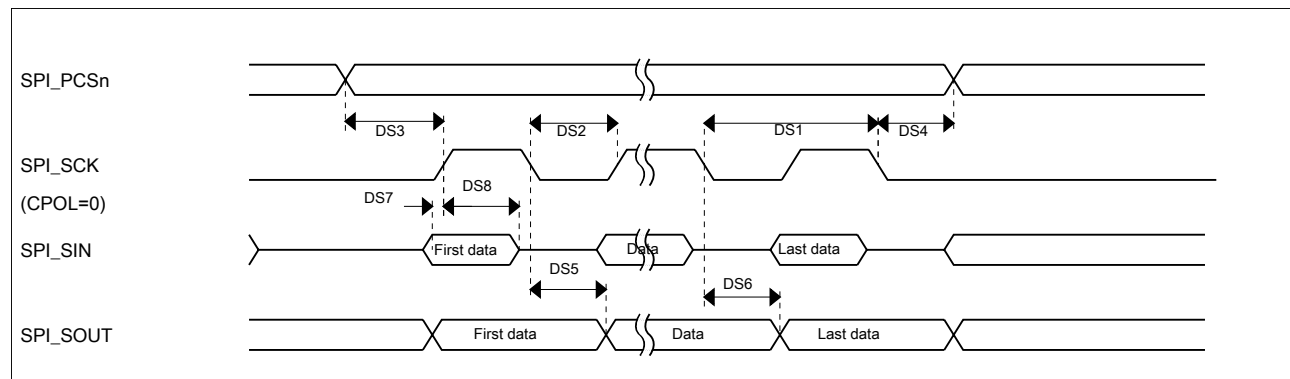 SPI_PCSn
DS3
DS2
DS1
DS4
SPI_SCK
(CPOL=0)
DS7
DS8
SPI_SIN
First data
Data
Last data
DS5
DS6
SPI_SOUT
First data
Data
Last data